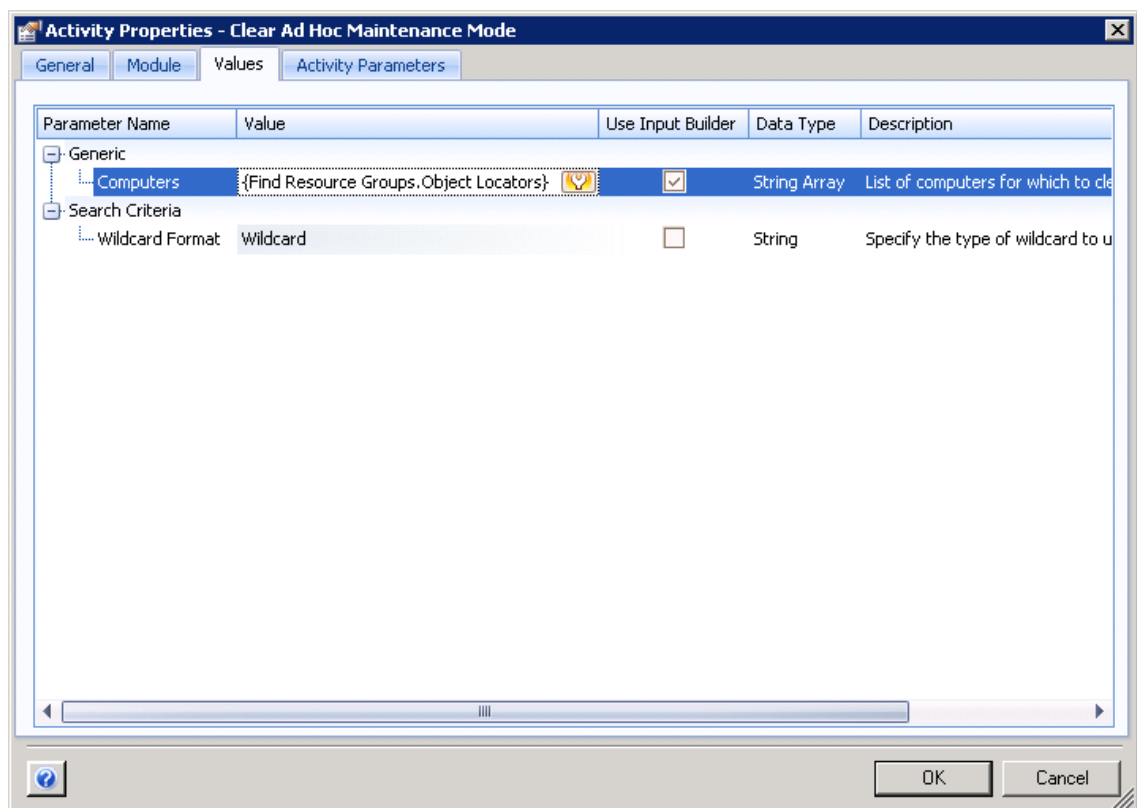 Activity Properties - Clear Ad Hoc Maintenance Mode
General Module Values Activity Parameters
Parameter Name Value Use Input Builder Data Type Description
Generic
Computers {Find Resource Groups.Object Locators} String Array List of computers for which to cle
Search Criteria
Wildcard Format Wildcard String Specify the type of wildcard to u
OK Cancel